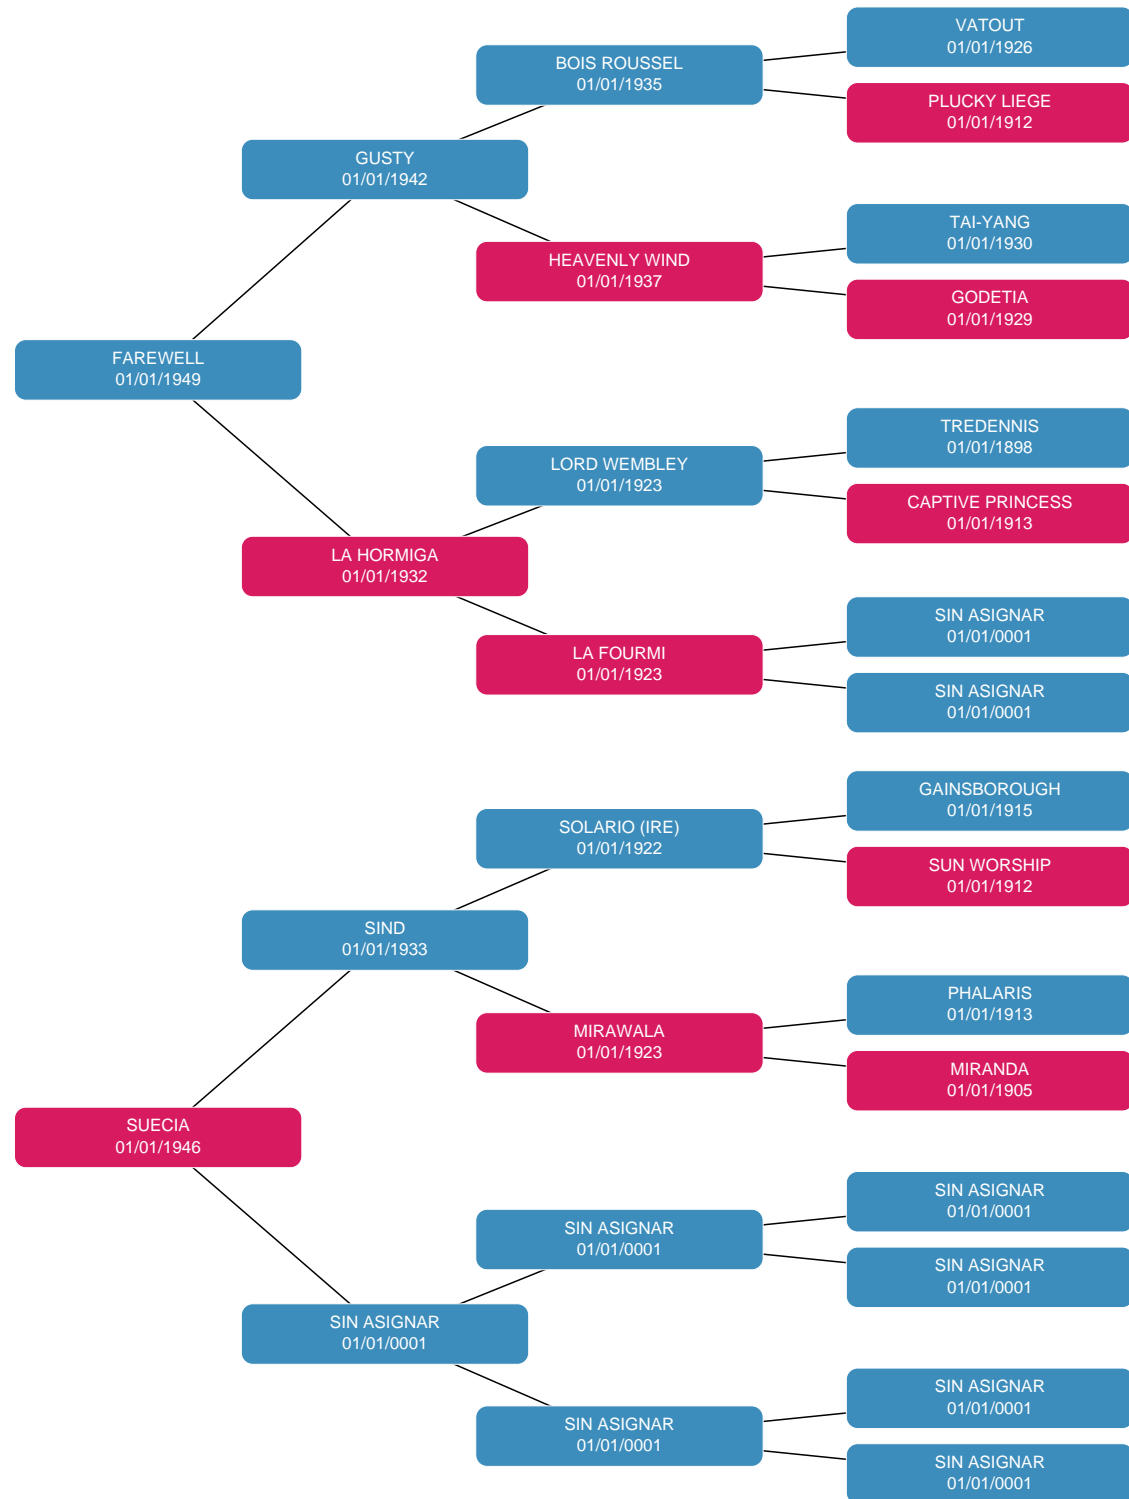 VATOUT
01/01/1926
BOIS ROUSSEL
01/01/1935
PLUCKY LIEGE
01/01/1912
GUSTY
01/01/1942
TAI-YANG
01/01/1930
HEAVENLY WIND
01/01/1937
GODETIA
01/01/1929
FAREWELL
01/01/1949
TREDENNIS
01/01/1898
LORD WEMBLEY
01/01/1923
CAPTIVE PRINCESS
01/01/1913
LA HORMIGA
01/01/1932
SIN ASIGNAR
01/01/0001
LA FOURMI
01/01/1923
SIN ASIGNAR
01/01/0001
GAINSBOROUGH
01/01/1915
SOLARIO (IRE)
01/01/1922
SUN WORSHIP
01/01/1912
SIND
01/01/1933
PHALARIS
01/01/1913
MIRAWALA
01/01/1923
MIRANDA
01/01/1905
SUECIA
01/01/1946
SIN ASIGNAR
01/01/0001
SIN ASIGNAR
01/01/0001
SIN ASIGNAR
01/01/0001
SIN ASIGNAR
01/01/0001
SIN ASIGNAR
01/01/0001
SIN ASIGNAR
01/01/0001
SIN ASIGNAR
01/01/0001